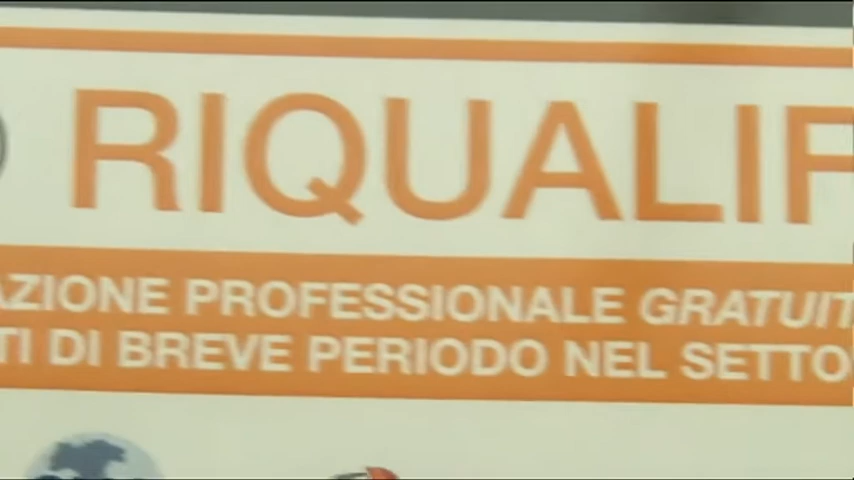 RIQUALIF
AZIONE PROFESSIONALE GRATUIT
TI DI BREVE PERIODO NEL SETTO